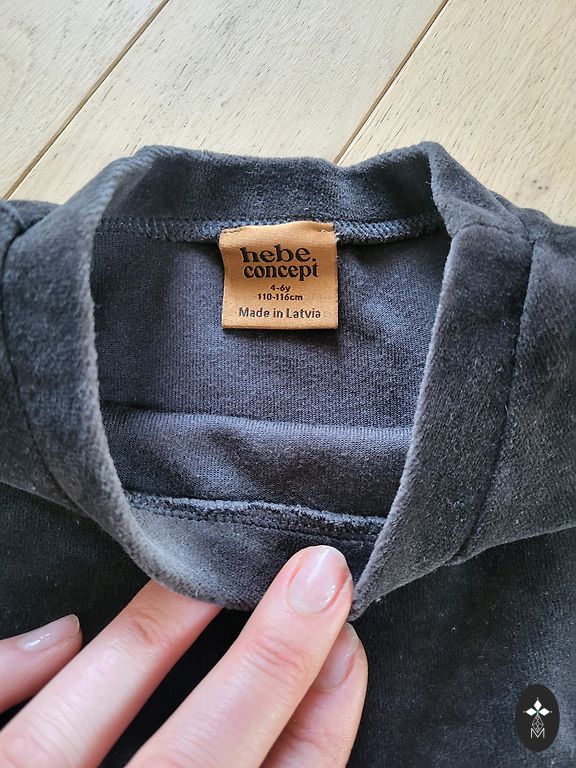 hebe.
concept
4-6y
110-116cm
Made in Latvia